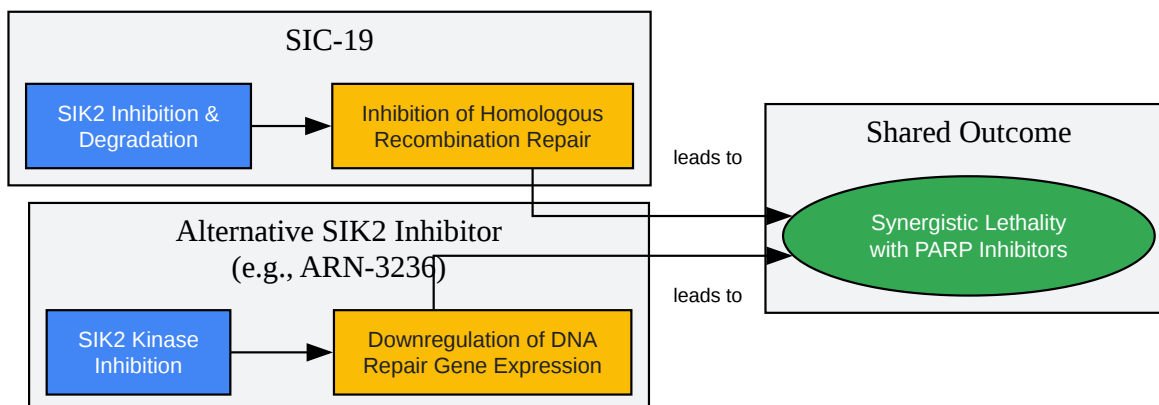 SIC-19
SIK2 Inhibition &
Degradation
Inhibition of Homologous
Recombination Repair
leads to
Shared Outcome
Synergistic Lethality
with PARP Inhibitors
Alternative SIK2 Inhibitor
(e.g., ARN-3236)
leads to
SIK2 Kinase
Inhibition
Downregulation of DNA
Repair Gene Expression